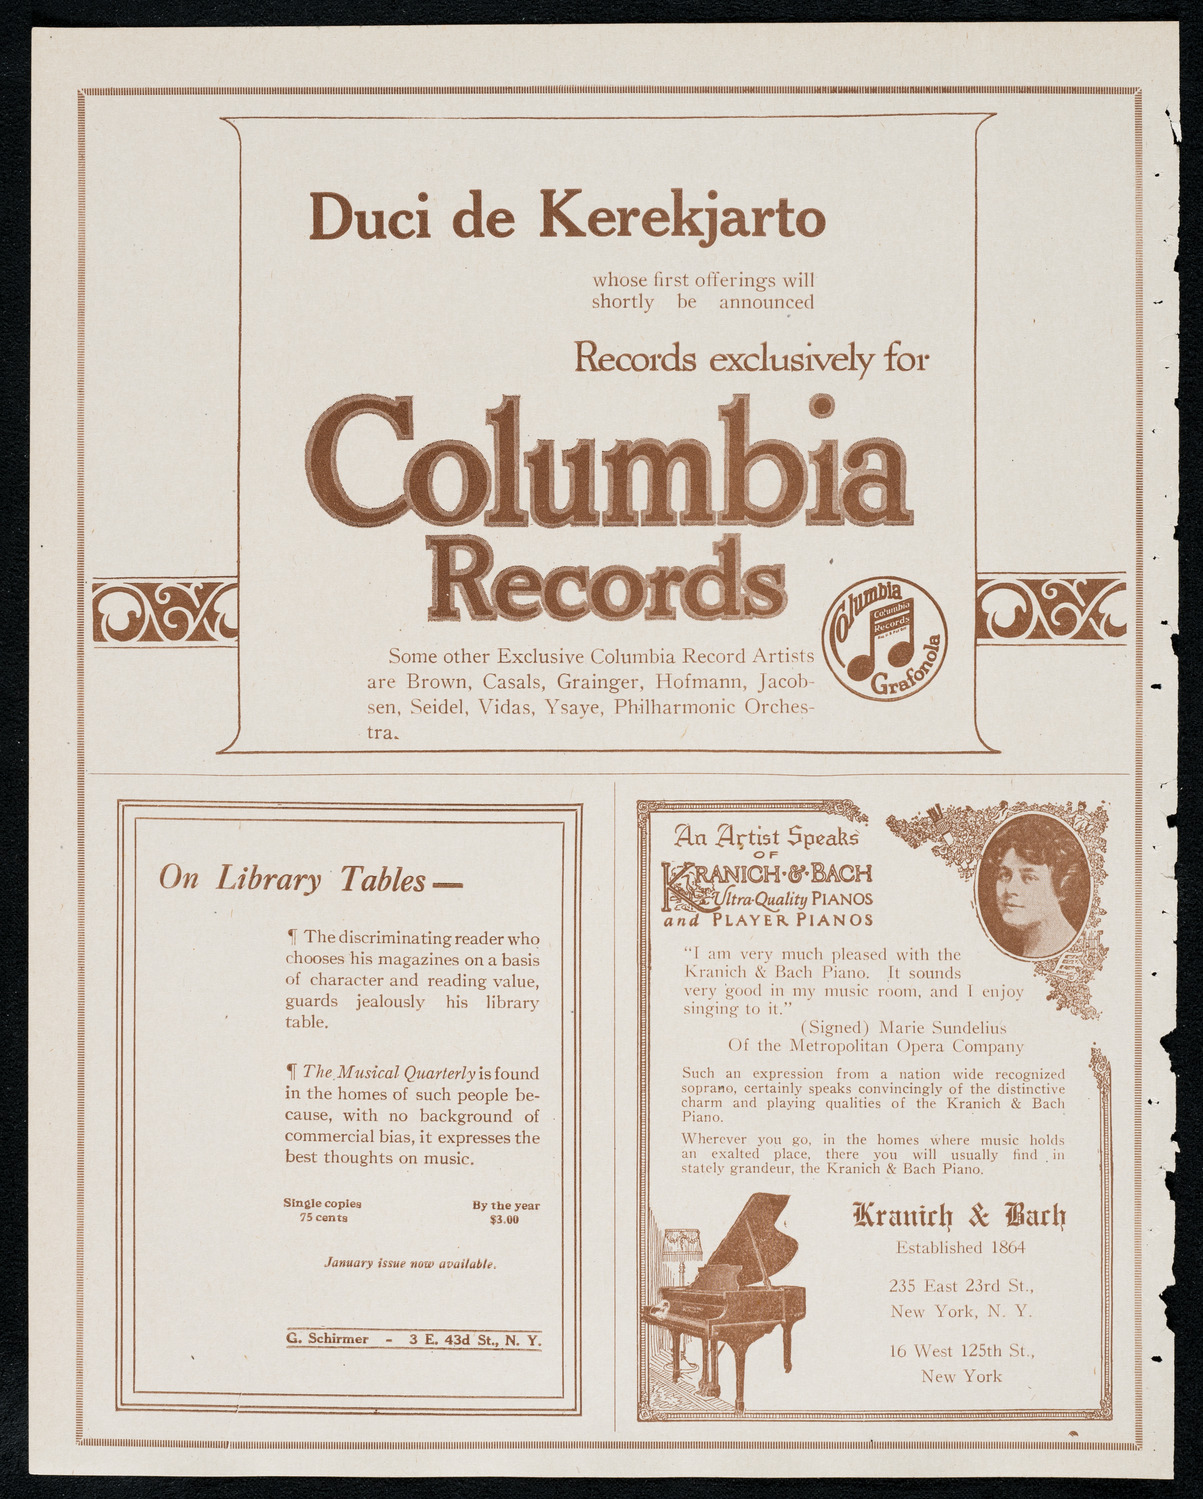 Duci de Kerekjarto
whose first offerings will
shortly be announced
Records exclusively for
Columbia
Records
Columbia
Columbia
Records
Grafonola
Some other Exclusive Columbia Record Artists
are Brown, Casals, Grainger, Hofmann, Jacob-
sen, Seidel, Vidas, Ysaye, Philharmonic Orches-
tra.
On Library Tables—
¶ The discriminating reader who
chooses his magazines on a basis
of character and reading value,
guards jealously his library
table.
¶ The Musical Quarterly is found
in the homes of such people be-
cause, with no background of
commercial bias, it expresses the
best thoughts on music.
Single copies By the year
75 cents $3.00
January issue now available.
G. Schirmer - 3 E. 43d St., N. Y.
An Artist Speaks
OF
KRANICH·&·BACH
Ultra-Quality PIANOS
and PLAYER PIANOS
"I am very much pleased with the
Kranich & Bach Piano. It sounds
very good in my music room, and I enjoy
singing to it."
(Signed) Marie Sundelius
Of the Metropolitan Opera Company
Such an expression from a nation wide recognized
soprano, certainly speaks convincingly of the distinctive
charm and playing qualities of the Kranich & Bach
Piano.
Wherever you go, in the homes where music holds
an exalted place, there you will usually find in
stately grandeur, the Kranich & Bach Piano.
Kranich & Bach
Established 1864
235 East 23rd St.,
New York, N. Y.
16 West 125th St.,
New York